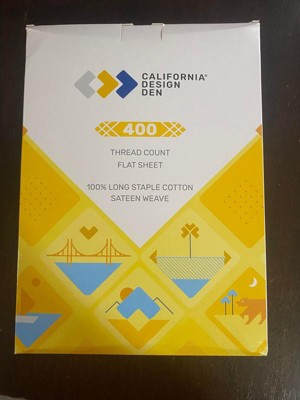 CALIFORNIA®
DESIGN
DEN
400
THREAD COUNT
FLAT SHEET
100% LONG STAPLE COTTON
SATEEN WEAVE